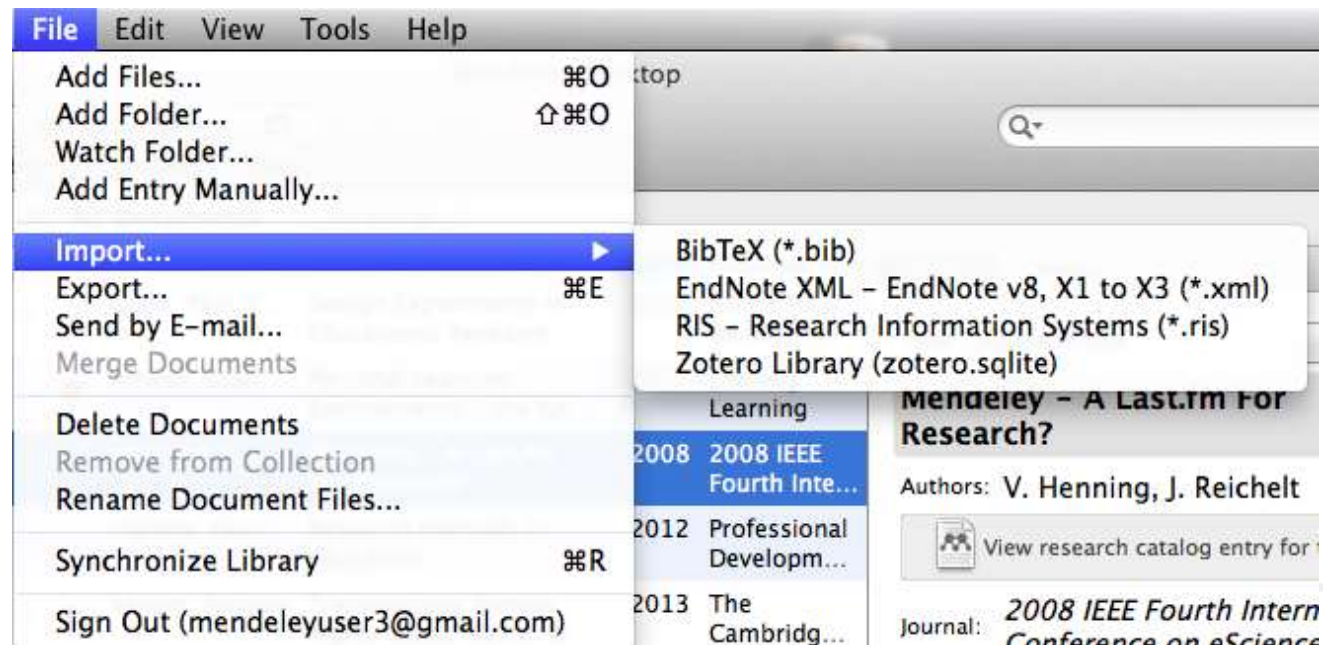 File Edit View Tools Help
Add Files... ⌘O
Add Folder... ⇧⌘O
Watch Folder...
Add Entry Manually...
Import...
Export... ⌘E
Send by E-mail...
Merge Documents
Delete Documents
Remove from Collection
Rename Document Files...
Synchronize Library ⌘R
Sign Out (mendeleyuser3@gmail.com)
ktop
BibTeX (*.bib)
EndNote XML – EndNote v8, X1 to X3 (*.xml)
RIS – Research Information Systems (*.ris)
Zotero Library (zotero.sqlite)
Learning
2008 2008 IEEE
Fourth Inte...
2012 Professional
Developm...
2013 The
Cambridg...
Mendeley – A Last.fm For
Research?
Authors: V. Henning, J. Reichelt
View research catalog entry for
Journal: 2008 IEEE Fourth Intern
Conference on eScience